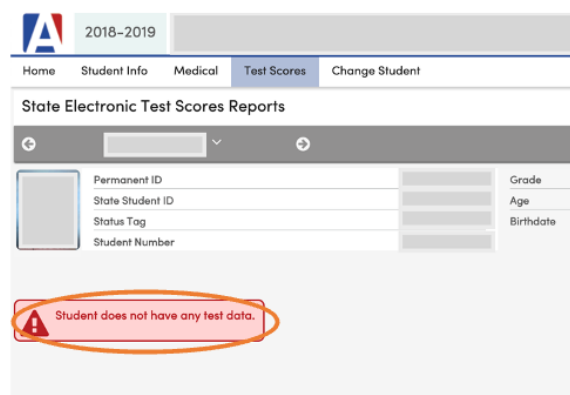 2018-2019
Home Student Info Medical Test Scores Change Student
State Electronic Test Scores Reports
Permanent ID Grade
State Student ID Age
Status Tag Birthdate
Student Number
Student does not have any test data.